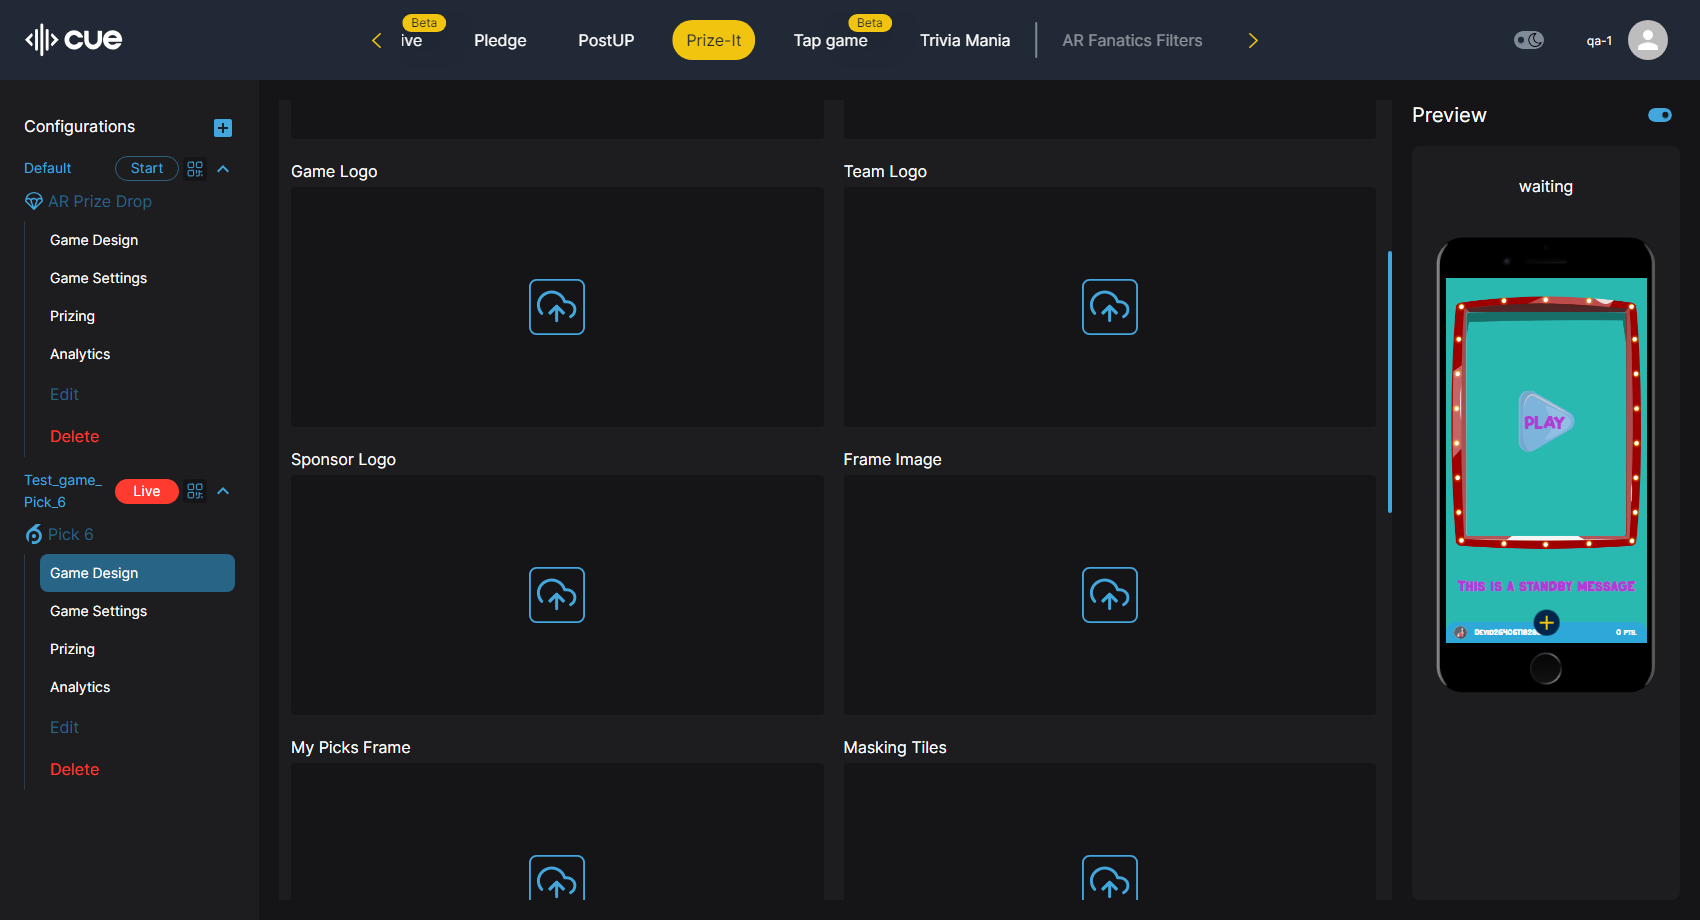 cue
Beta
ive
Pledge
PostUP
Prize-It
Beta
Tap game
Trivia Mania
AR Fanatics Filters
qa-1
Configurations
Default
Start
AR Prize Drop
Game Design
Game Settings
Prizing
Analytics
Edit
Delete
Test_game_
Pick_6
Live
Pick 6
Game Design
Game Settings
Prizing
Analytics
Edit
Delete
Game Logo
Team Logo
Sponsor Logo
Frame Image
My Picks Frame
Masking Tiles
Preview
waiting
PLAY
THIS IS A STANDBY MESSAGE
0 PTS.